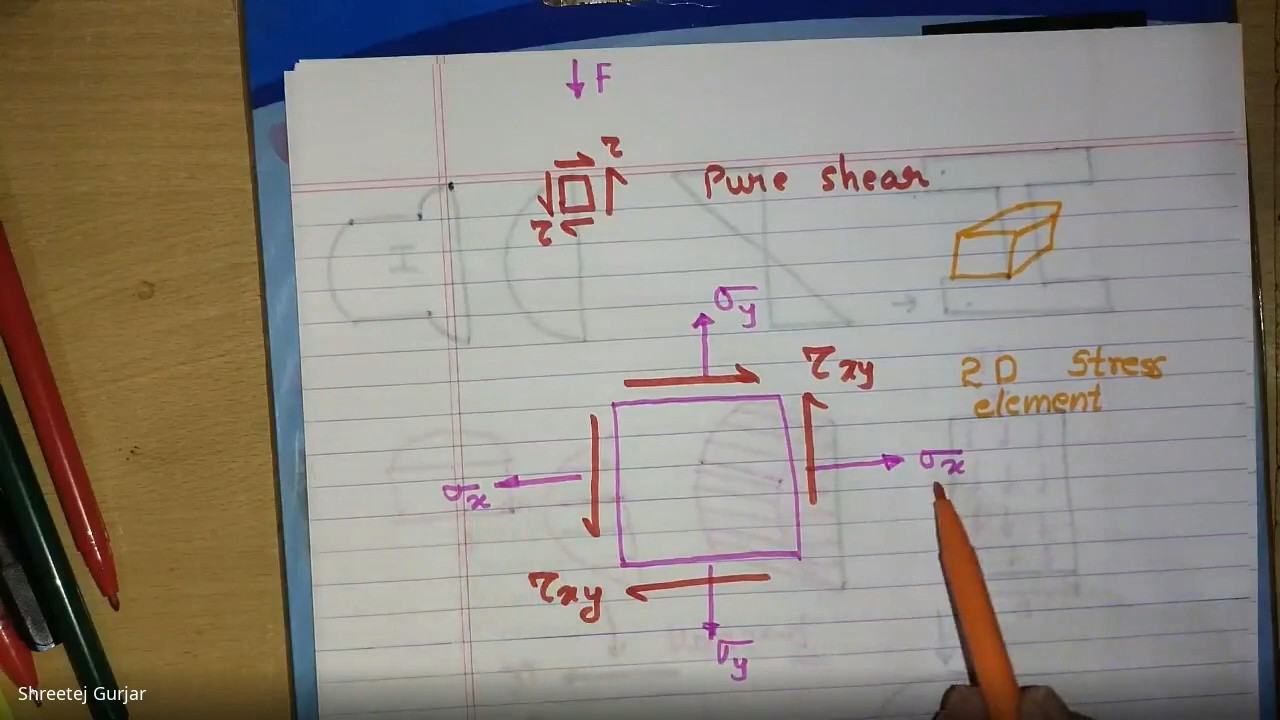 F
τ
Pure shear
τ
σy
τxy
2D Stress
element
σx
σx
τxy
σy
Shreetej Gurjar